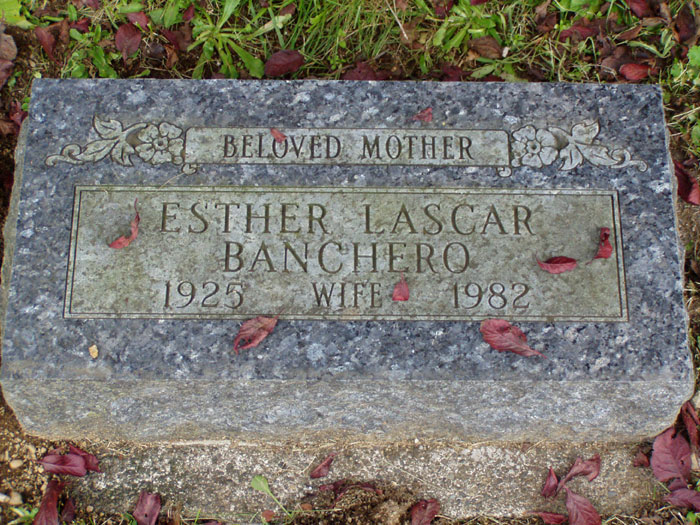 BELOVED MOTHER
ESTHER LASCAR
BANCHERO
1925 WIFE 1982